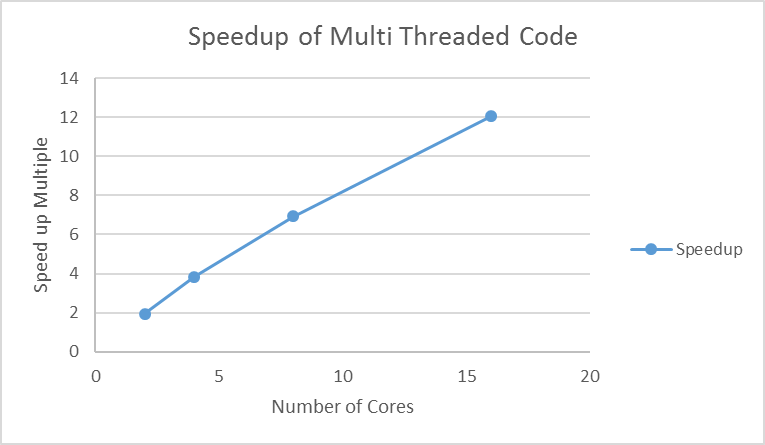 Speedup of Multi Threaded Code
Speed up Multiple
14
12
10
8
6
4
2
0
0 5 10 15 20
Number of Cores
Speedup